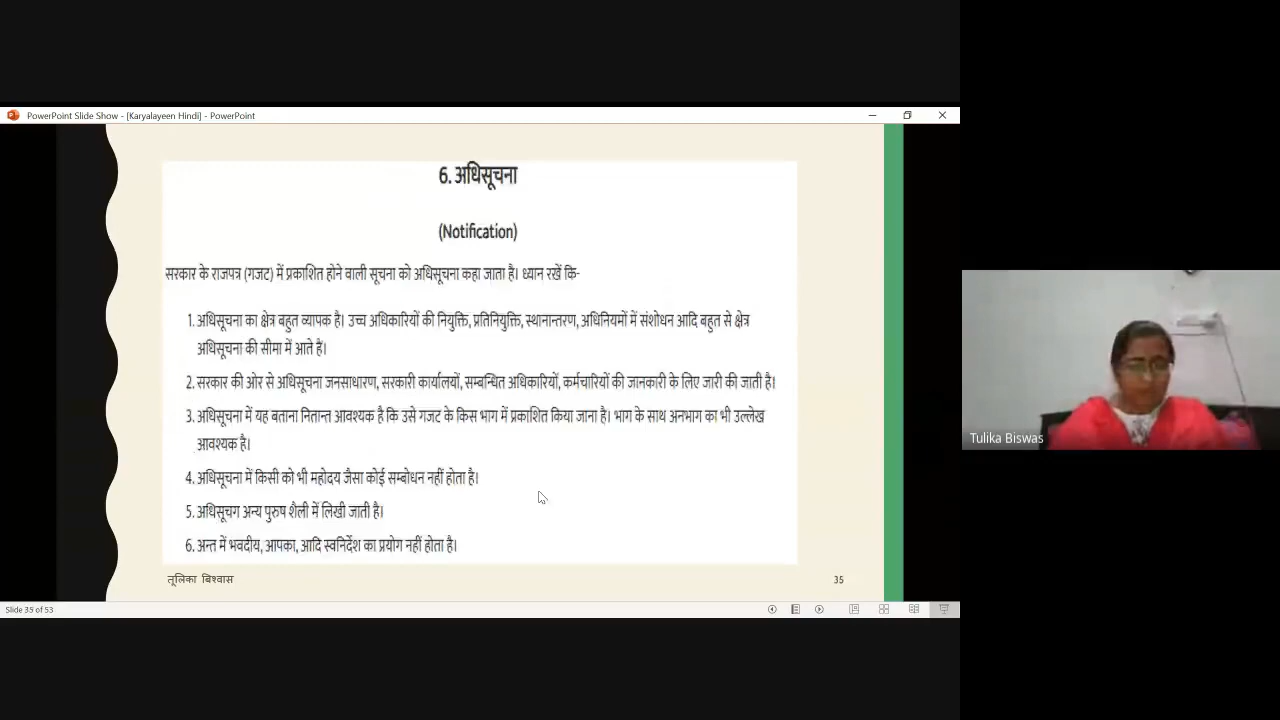 PowerPoint Slide Show - [Karyalayeen Hindi] - PowerPoint
6. अधिसूचना
(Notification)
सरकार के राजपत्र (गजट) में प्रकाशित होने वाली सूचना को अधिसूचना कहा जाता है। ध्यान रखें कि-
1. अधिसूचना का क्षेत्र बहुत व्यापक है। उच्च अधिकारियों की नियुक्ति, प्रतिनियुक्ति, स्थानान्तरण, अधिनियमों में संशोधन आदि बहुत से क्षेत्र
अधिसूचना की सीमा में आते हैं।
2. सरकार की ओर से अधिसूचना जनसाधारण, सरकारी कार्यालयों, सम्बन्धित अधिकारियों, कर्मचारियों की जानकारी के लिए जारी की जाती है।
3. अधिसूचना में यह बताना नितान्त आवश्यक है कि उसे गजट के किस भाग में प्रकाशित किया जाना है। भाग के साथ अनभाग का भी उल्लेख
आवश्यक है।
4. अधिसूचना में किसी को भी महोदय जैसा कोई सम्बोधन नहीं होता है।
5. अधिसूचग अन्य पुरुष शैली में लिखी जाती है।
6. अन्त में भवदीय, आपका, आदि स्वनिर्देश का प्रयोग नहीं होता है।
तूलिका बिश्वास
35
Slide 35 of 53
Tulika Biswas